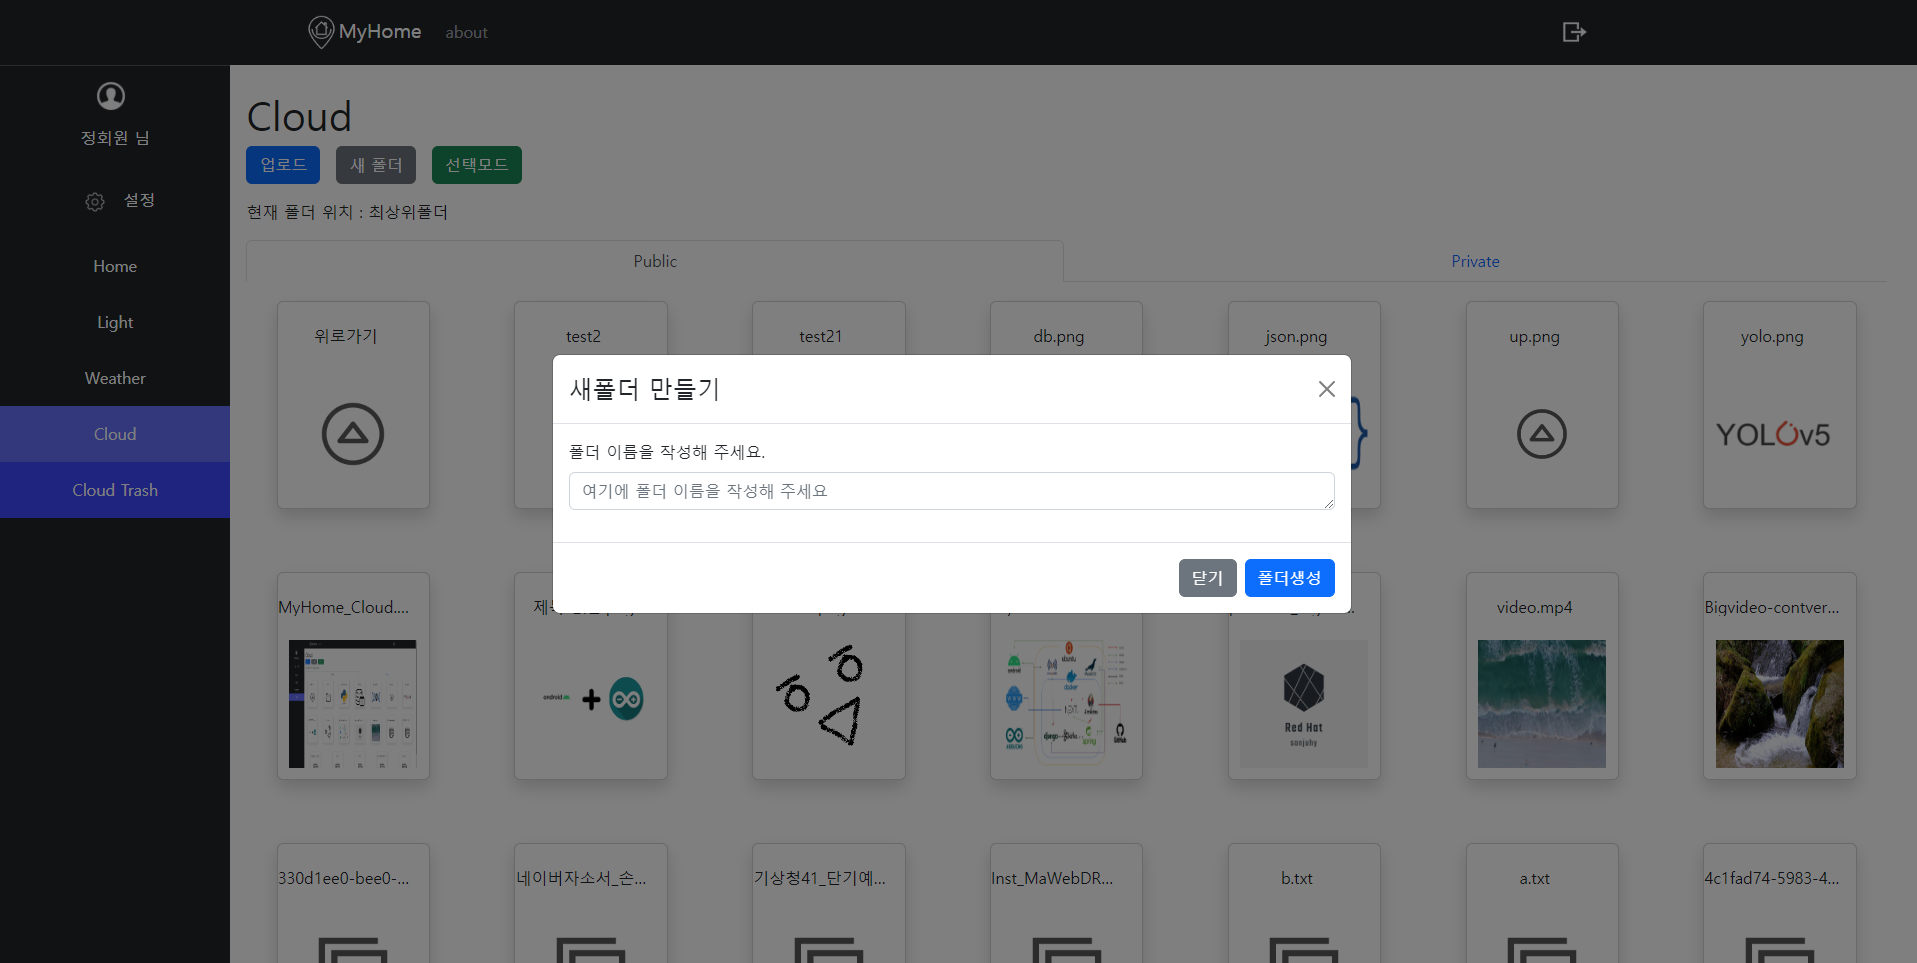 MyHome about
정회원 님
설정
Home
Light
Weather
Cloud
Cloud Trash
Cloud
업로드 새 폴더 선택모드
현재 폴더 위치 : 최상위폴더
Public Private
위로가기 test2 test21 db.png json.png up.png yolo.png
YOLOv5
새폴더 만들기
폴더 이름을 작성해 주세요.
여기에 폴더 이름을 작성해 주세요
닫기 폴더생성
MyHome_Cloud.... video.mp4 Bigvideo-contver...
Red Hat
sonjuhy
330d1ee0-bee0-... 네이버자소서_손... 기상청41_단기예... Inst_MaWebDR... b.txt a.txt 4c1fad74-5983-4...